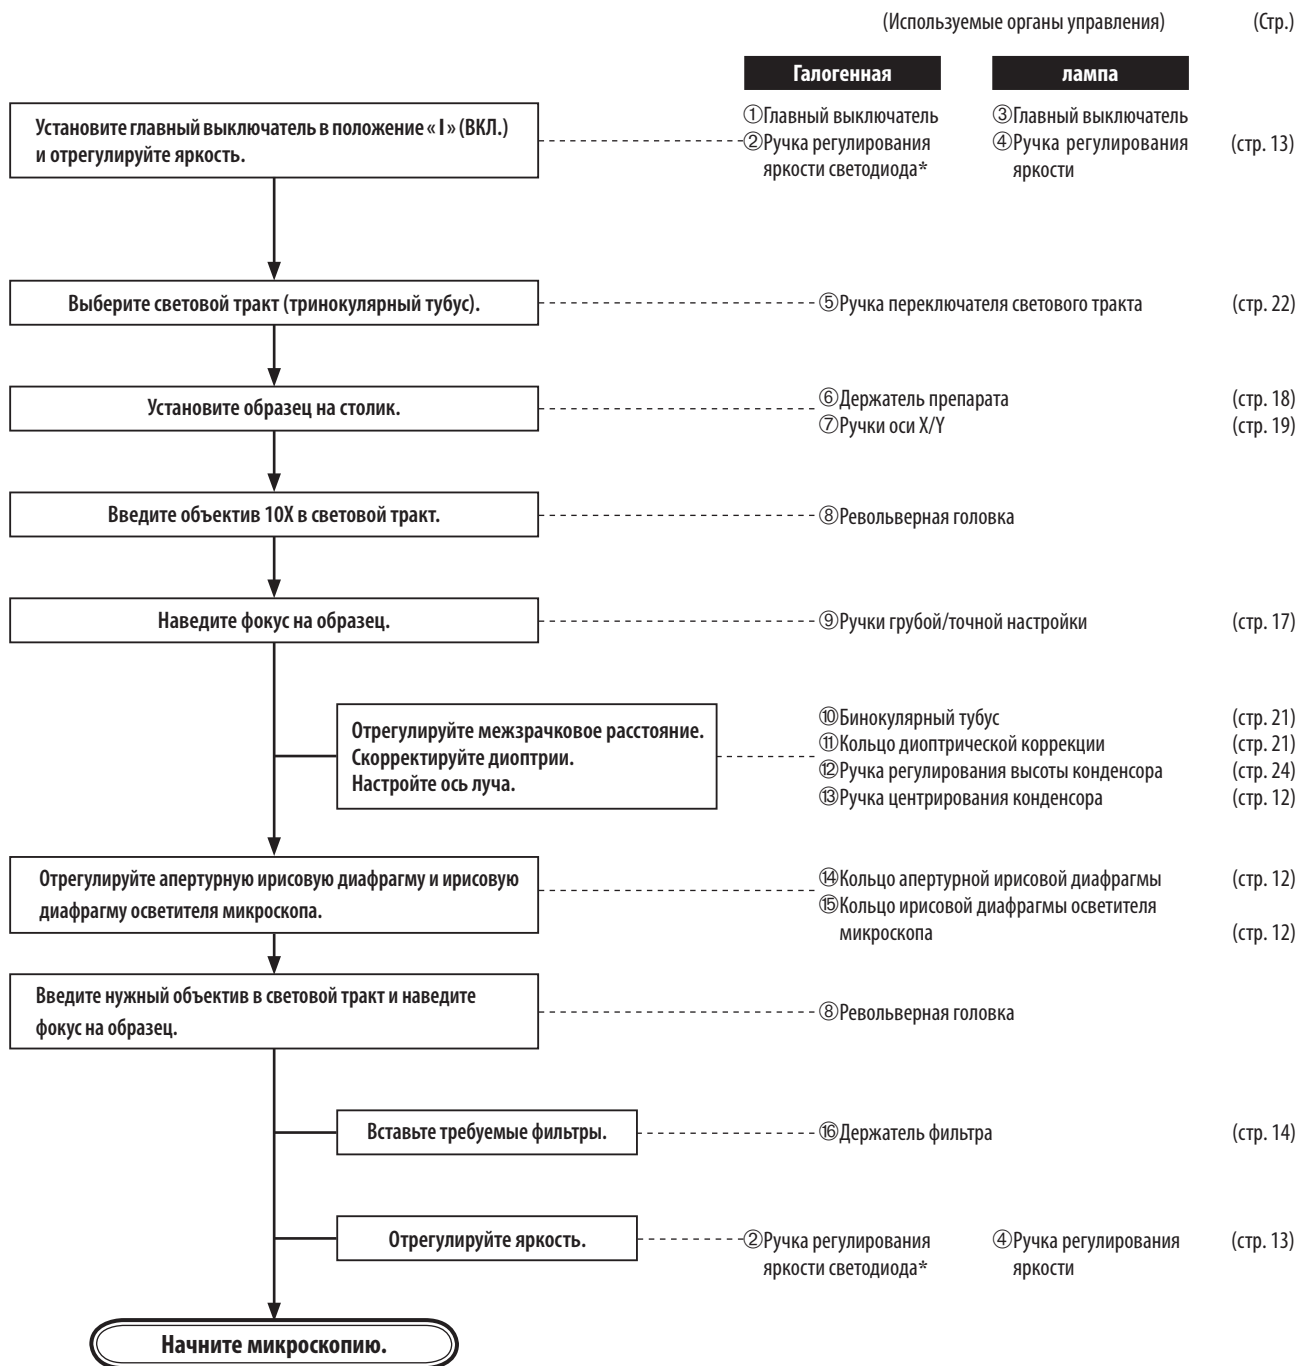 (Используемые органы управления) (Стр.)
Галогенная лампа
Установите главный выключатель в положение « I » (ВКЛ.)
и отрегулируйте яркость.
①Главный выключатель ③Главный выключатель
②Ручка регулирования ④Ручка регулирования (стр. 13)
яркости светодиода* яркости
Выберите световой тракт (тринокулярный тубус). ⑤Ручка переключателя светового тракта (стр. 22)
Установите образец на столик.
⑥Держатель препарата (стр. 18)
⑦Ручки оси X/Y (стр. 19)
Введите объектив 10X в световой тракт. ⑧Револьверная головка
Наведите фокус на образец. ⑨Ручки грубой/точной настройки (стр. 17)
Отрегулируйте межзрачковое расстояние.
Скорректируйте диоптрии.
Настройте ось луча.
⑩Бинокулярный тубус (стр. 21)
⑪Кольцо диоптрической коррекции (стр. 21)
⑫Ручка регулирования высоты конденсора (стр. 24)
⑬Ручка центрирования конденсора (стр. 12)
Отрегулируйте апертурную ирисовую диафрагму и ирисовую
диафрагму осветителя микроскопа.
⑭Кольцо апертурной ирисовой диафрагмы (стр. 12)
⑮Кольцо ирисовой диафрагмы осветителя
микроскопа (стр. 12)
Введите нужный объектив в световой тракт и наведите
фокус на образец.
⑧Револьверная головка
Вставьте требуемые фильтры. ⑯Держатель фильтра (стр. 14)
Отрегулируйте яркость. ②Ручка регулирования ④Ручка регулирования (стр. 13)
яркости светодиода* яркости
Начните микроскопию.